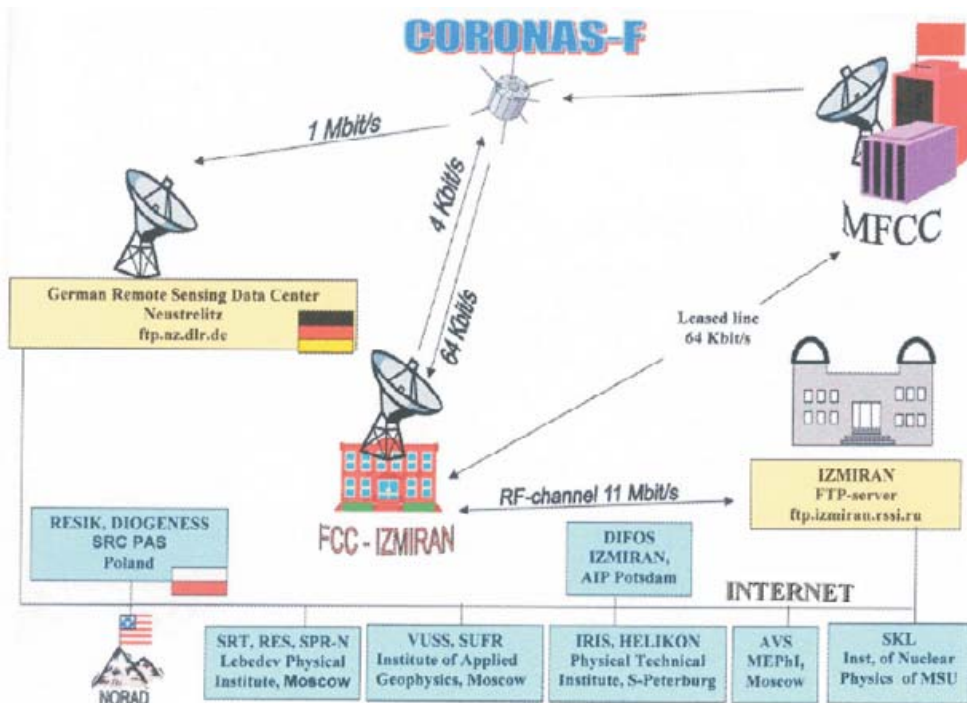 CORONAS-F
1 Mbit/s
4 Kbit/s
64 Kbit/s
MFCC
German Remote Sensing Data Center
Neustrelitz
ftp.nz.dlr.de
Leased line
64 Kbit/s
FCC - IZMIRAN
RF-channel 11 Mbit/s
IZMIRAN
FTP-server
ftp.izmiran.rssi.ru
RESIK, DIOGENESS
SRC PAS
Poland
DIFOS
IZMIRAN,
AIP Potsdam
INTERNET
NORAD
SRT, RES, SPR-N
Lebedev Physical
Institute, Moscow
VUSS, SUFR
Institute of Applied
Geophysics, Moscow
IRIS, HELIKON
Physical Technical
Institute, S-Peterburg
AVS
MEPhI,
Moscow
SKL
Inst, of Nuclear
Physics of MSU